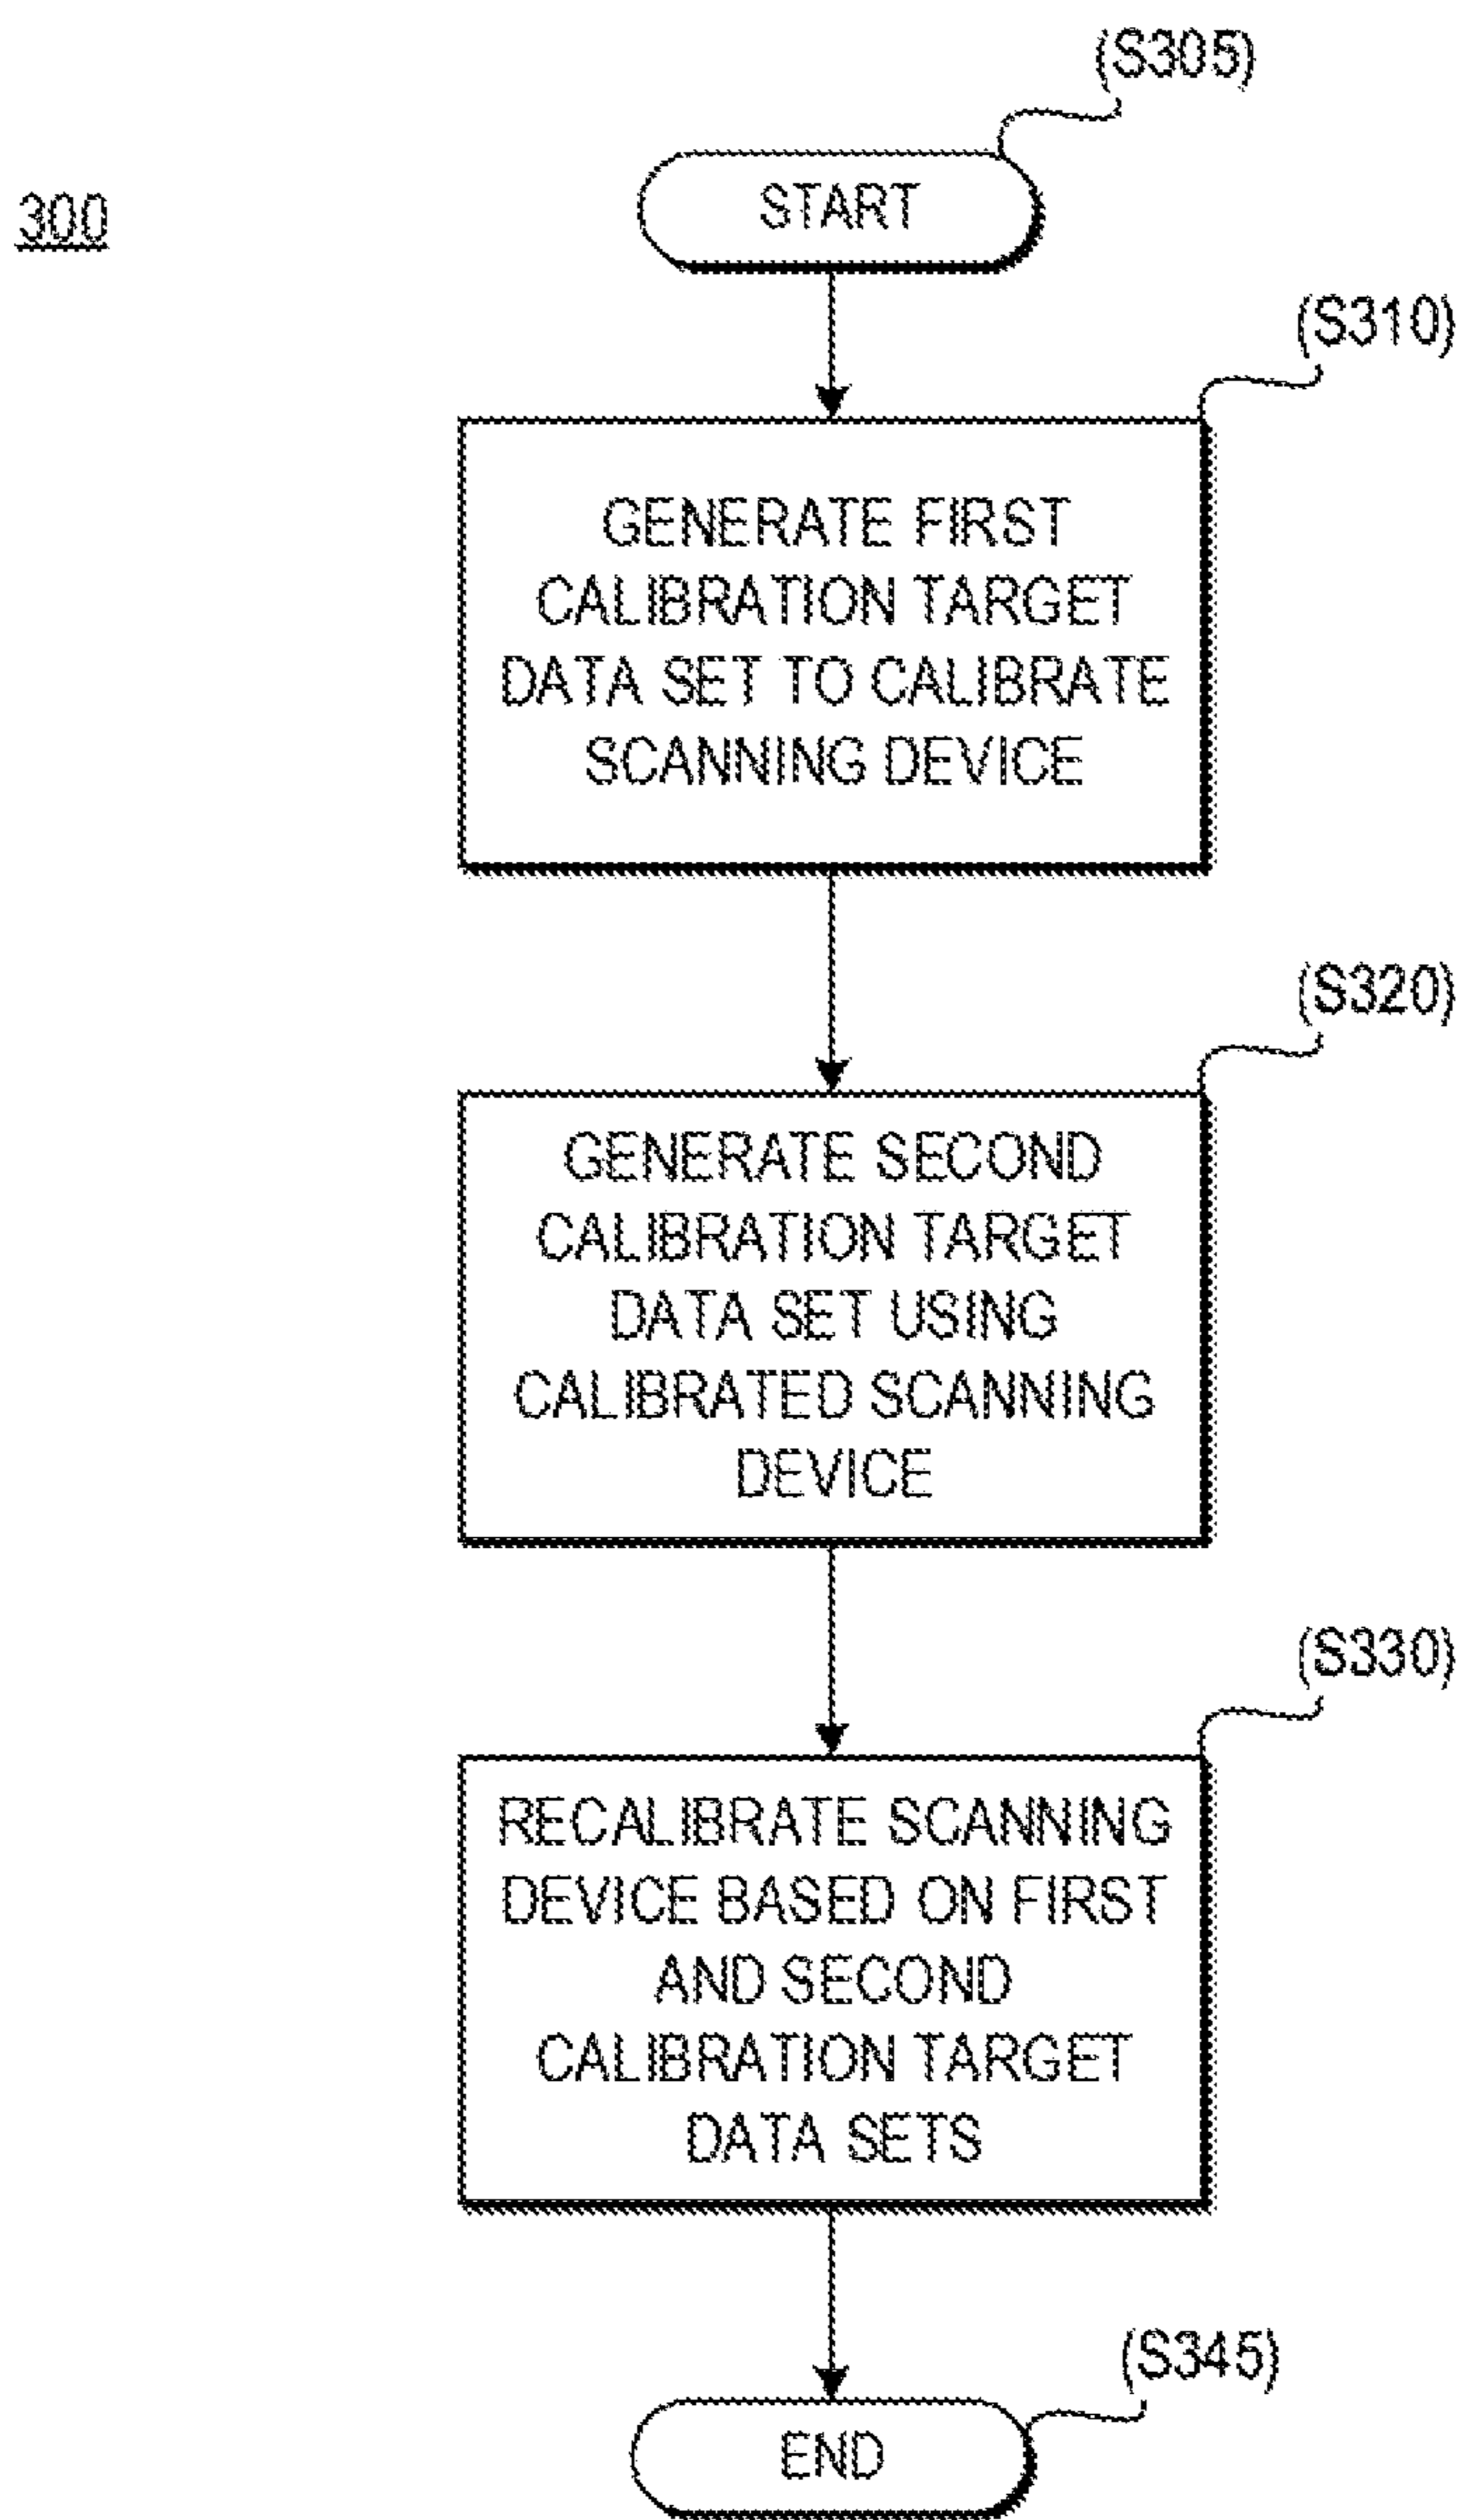 (S305)
START
300
(S310)
GENERATE FIRST
CALIBRATION TARGET
DATA SET TO CALIBRATE
SCANNING DEVICE
(S320)
GENERATE SECOND
CALIBRATION TARGET
DATA SET USING
CALIBRATED SCANNING
DEVICE
(S330)
RECALIBRATE SCANNING
DEVICE BASED ON FIRST
AND SECOND
CALIBRATION TARGET
DATA SETS
(S345)
END